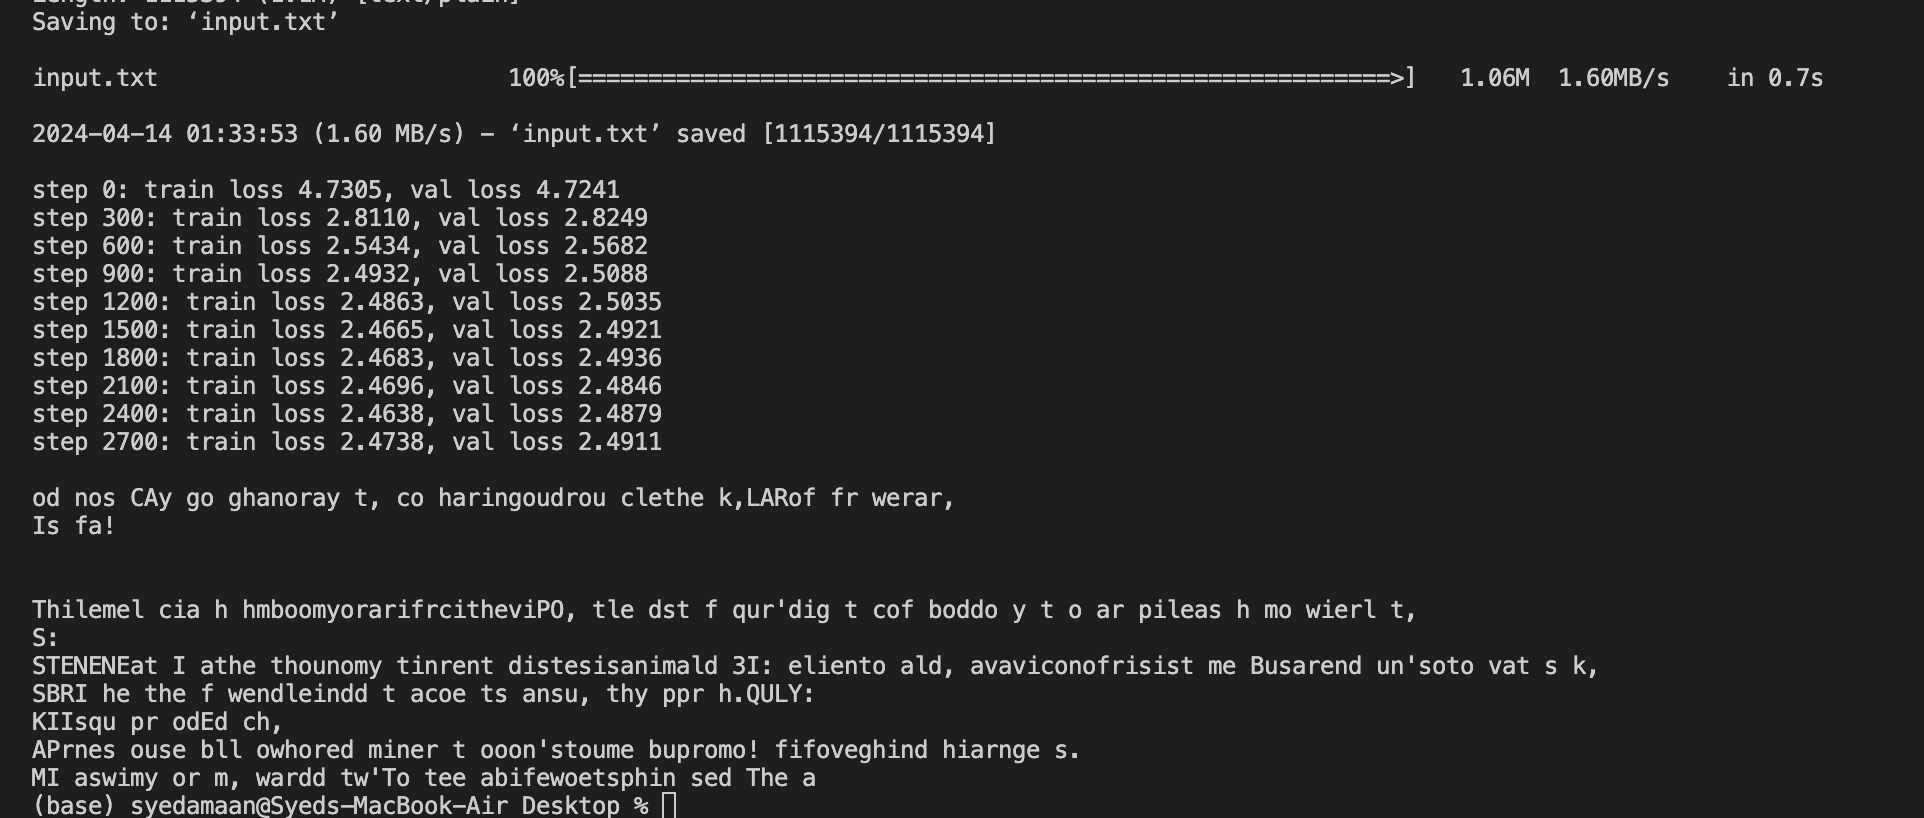 Length: 1115394 (1.1M) [text/plain]
Saving to: ‘input.txt’
input.txt 100%[===========================================================>] 1.06M 1.60MB/s in 0.7s
2024-04-14 01:33:53 (1.60 MB/s) - ‘input.txt’ saved [1115394/1115394]
step 0: train loss 4.7305, val loss 4.7241
step 300: train loss 2.8110, val loss 2.8249
step 600: train loss 2.5434, val loss 2.5682
step 900: train loss 2.4932, val loss 2.5088
step 1200: train loss 2.4863, val loss 2.5035
step 1500: train loss 2.4665, val loss 2.4921
step 1800: train loss 2.4683, val loss 2.4936
step 2100: train loss 2.4696, val loss 2.4846
step 2400: train loss 2.4638, val loss 2.4879
step 2700: train loss 2.4738, val loss 2.4911
od nos CAy go ghanoray t, co haringoudrou clethe k,LARof fr werar,
Is fa!
Thilemel cia h hmboomyorarifrcitheviPO, tle dst f qur'dig t cof boddo y t o ar pileas h mo wierl t,
S:
STENENEat I athe thounomy tinrent distesisanimald 3I: eliento ald, avaviconofrisist me Busarend un'soto vat s k,
SBRI he the f wendleindd t acoe ts ansu, thy ppr h.QULY:
KIIsqu pr odEd ch,
APrnes ouse bll owhored miner t ooon'stoume bupromo! fifoveghind hiarnge s.
MI aswimy or m, wardd tw'To tee abifewoetsphin sed The a
(base) syedamaan@Syeds-MacBook-Air Desktop %